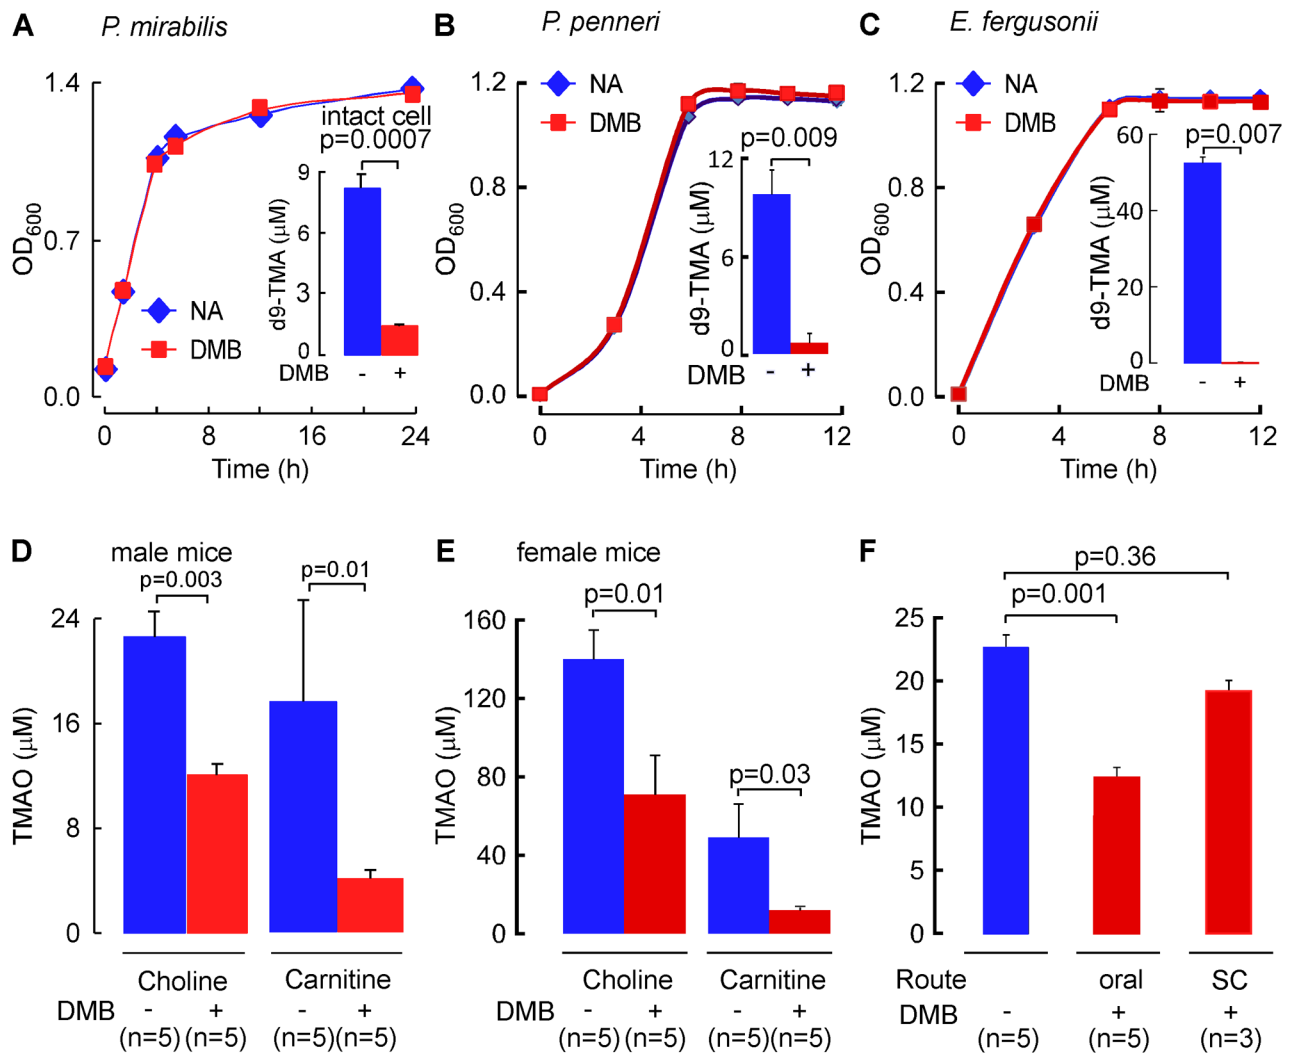 A P. mirabilis
1.4
0.7
0.0
OD600
0 8 16 24
Time (h)
NA
DMB
intact cell
p=0.0007
9
6
3
0
d9-TMA (μM)
DMB - +
B P. penneri
1.2
0.8
0.4
0.0
OD600
0 4 8 12
Time (h)
NA
DMB
p=0.009
12
6
0
d9-TMA (μM)
DMB - +
C E. fergusonii
1.2
0.8
0.4
0.0
OD600
0 4 8 12
Time (h)
NA
DMB
p=0.007
60
40
20
0
d9-TMA (μM)
DMB - +
D male mice
p=0.003 p=0.01
24
16
8
0
TMAO (μM)
Choline Carnitine
DMB - + - +
(n=5) (n=5) (n=5) (n=5)
E female mice
p=0.01
p=0.03
160
120
80
40
0
TMAO (μM)
Choline Carnitine
- + - +
(n=5) (n=5) (n=5) (n=5)
F
p=0.36
p=0.001
25
20
15
10
5
0
TMAO (μM)
Route oral SC
DMB - + +
(n=5) (n=5) (n=3)